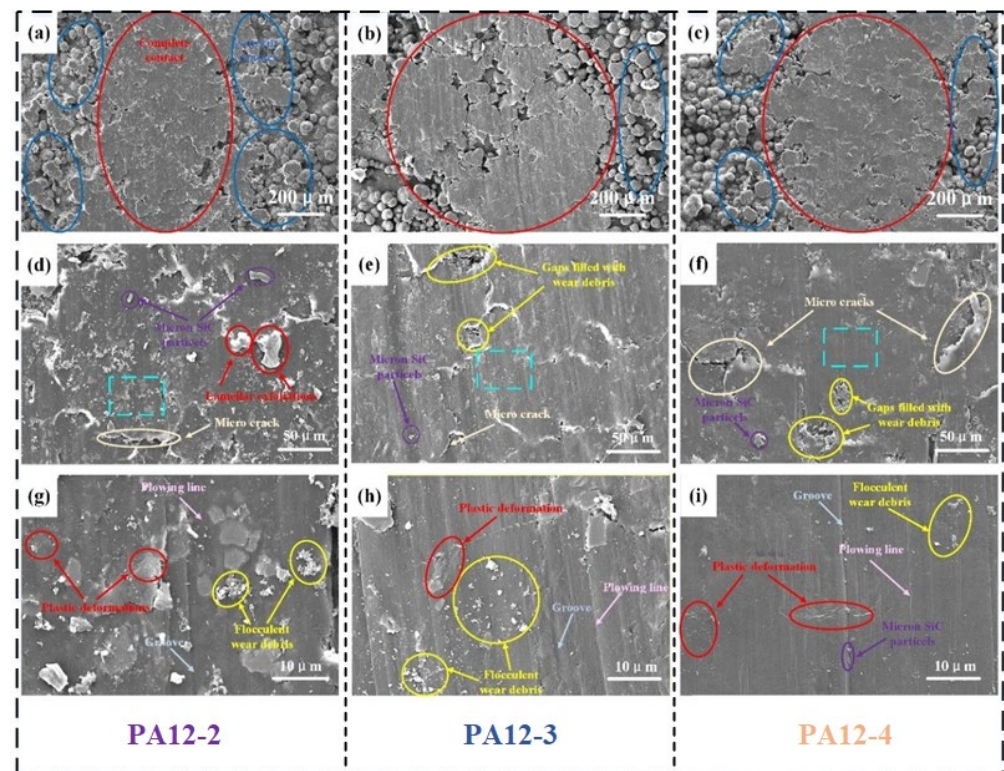 (a)
Complete
contact
200 μm
(b)
200 μm
(c)
200 μm
(d)
Micron SiC
particels
Lamellar exfoliations
Micro crack
50 μm
(e)
Gaps filled with
wear debris
Micron SiC
particels
Micro crack
50 μm
(f)
Micro cracks
Micron SiC
particels
Gaps filled with
wear debris
50 μm
(g)
Plowing line
Plastic deformations
Flocculent
wear debris
Groove
10 μm
(h)
Plastic deformation
Plowing line
Groove
Flocculent
wear debris
10 μm
(i)
Groove
Flocculent
wear debris
Plowing line
Plastic deformation
Micron SiC
particels
10 μm
PA12-2
PA12-3
PA12-4